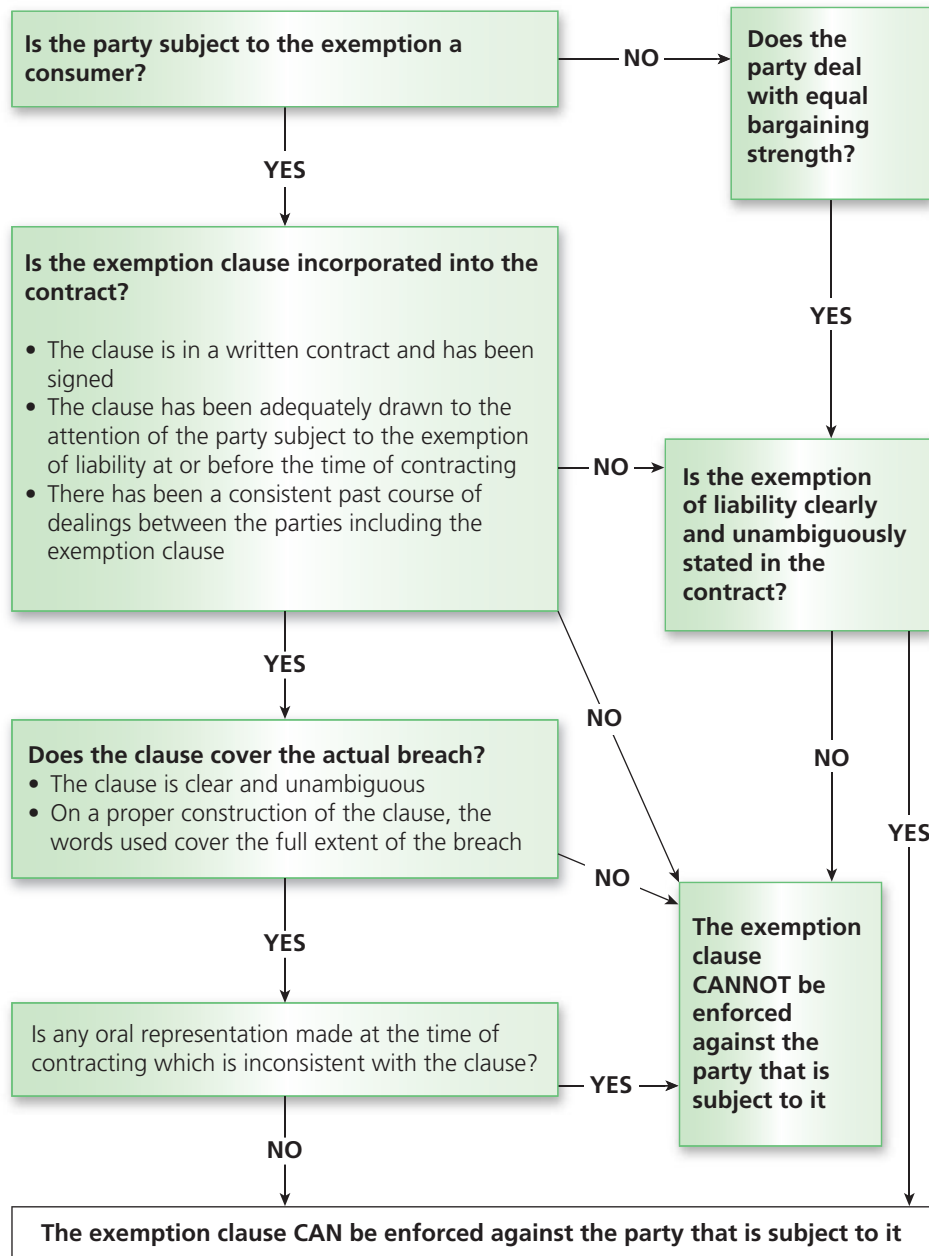 Is the party subject to the exemption a
consumer?
NO
Does the
party deal
with equal
bargaining
strength?
YES
YES
Is the exemption clause incorporated into the
contract?
• The clause is in a written contract and has been
signed
• The clause has been adequately drawn to the
attention of the party subject to the exemption
of liability at or before the time of contracting
• There has been a consistent past course of
dealings between the parties including the
exemption clause
NO
Is the exemption
of liability clearly
and unambiguously
stated in the
contract?
YES
NO
NO
YES
Does the clause cover the actual breach?
• The clause is clear and unambiguous
• On a proper construction of the clause, the
words used cover the full extent of the breach
NO
The exemption
clause
CANNOT be
enforced
against the
party that is
subject to it
YES
Is any oral representation made at the time of
contracting which is inconsistent with the clause?
YES
NO
The exemption clause CAN be enforced against the party that is subject to it